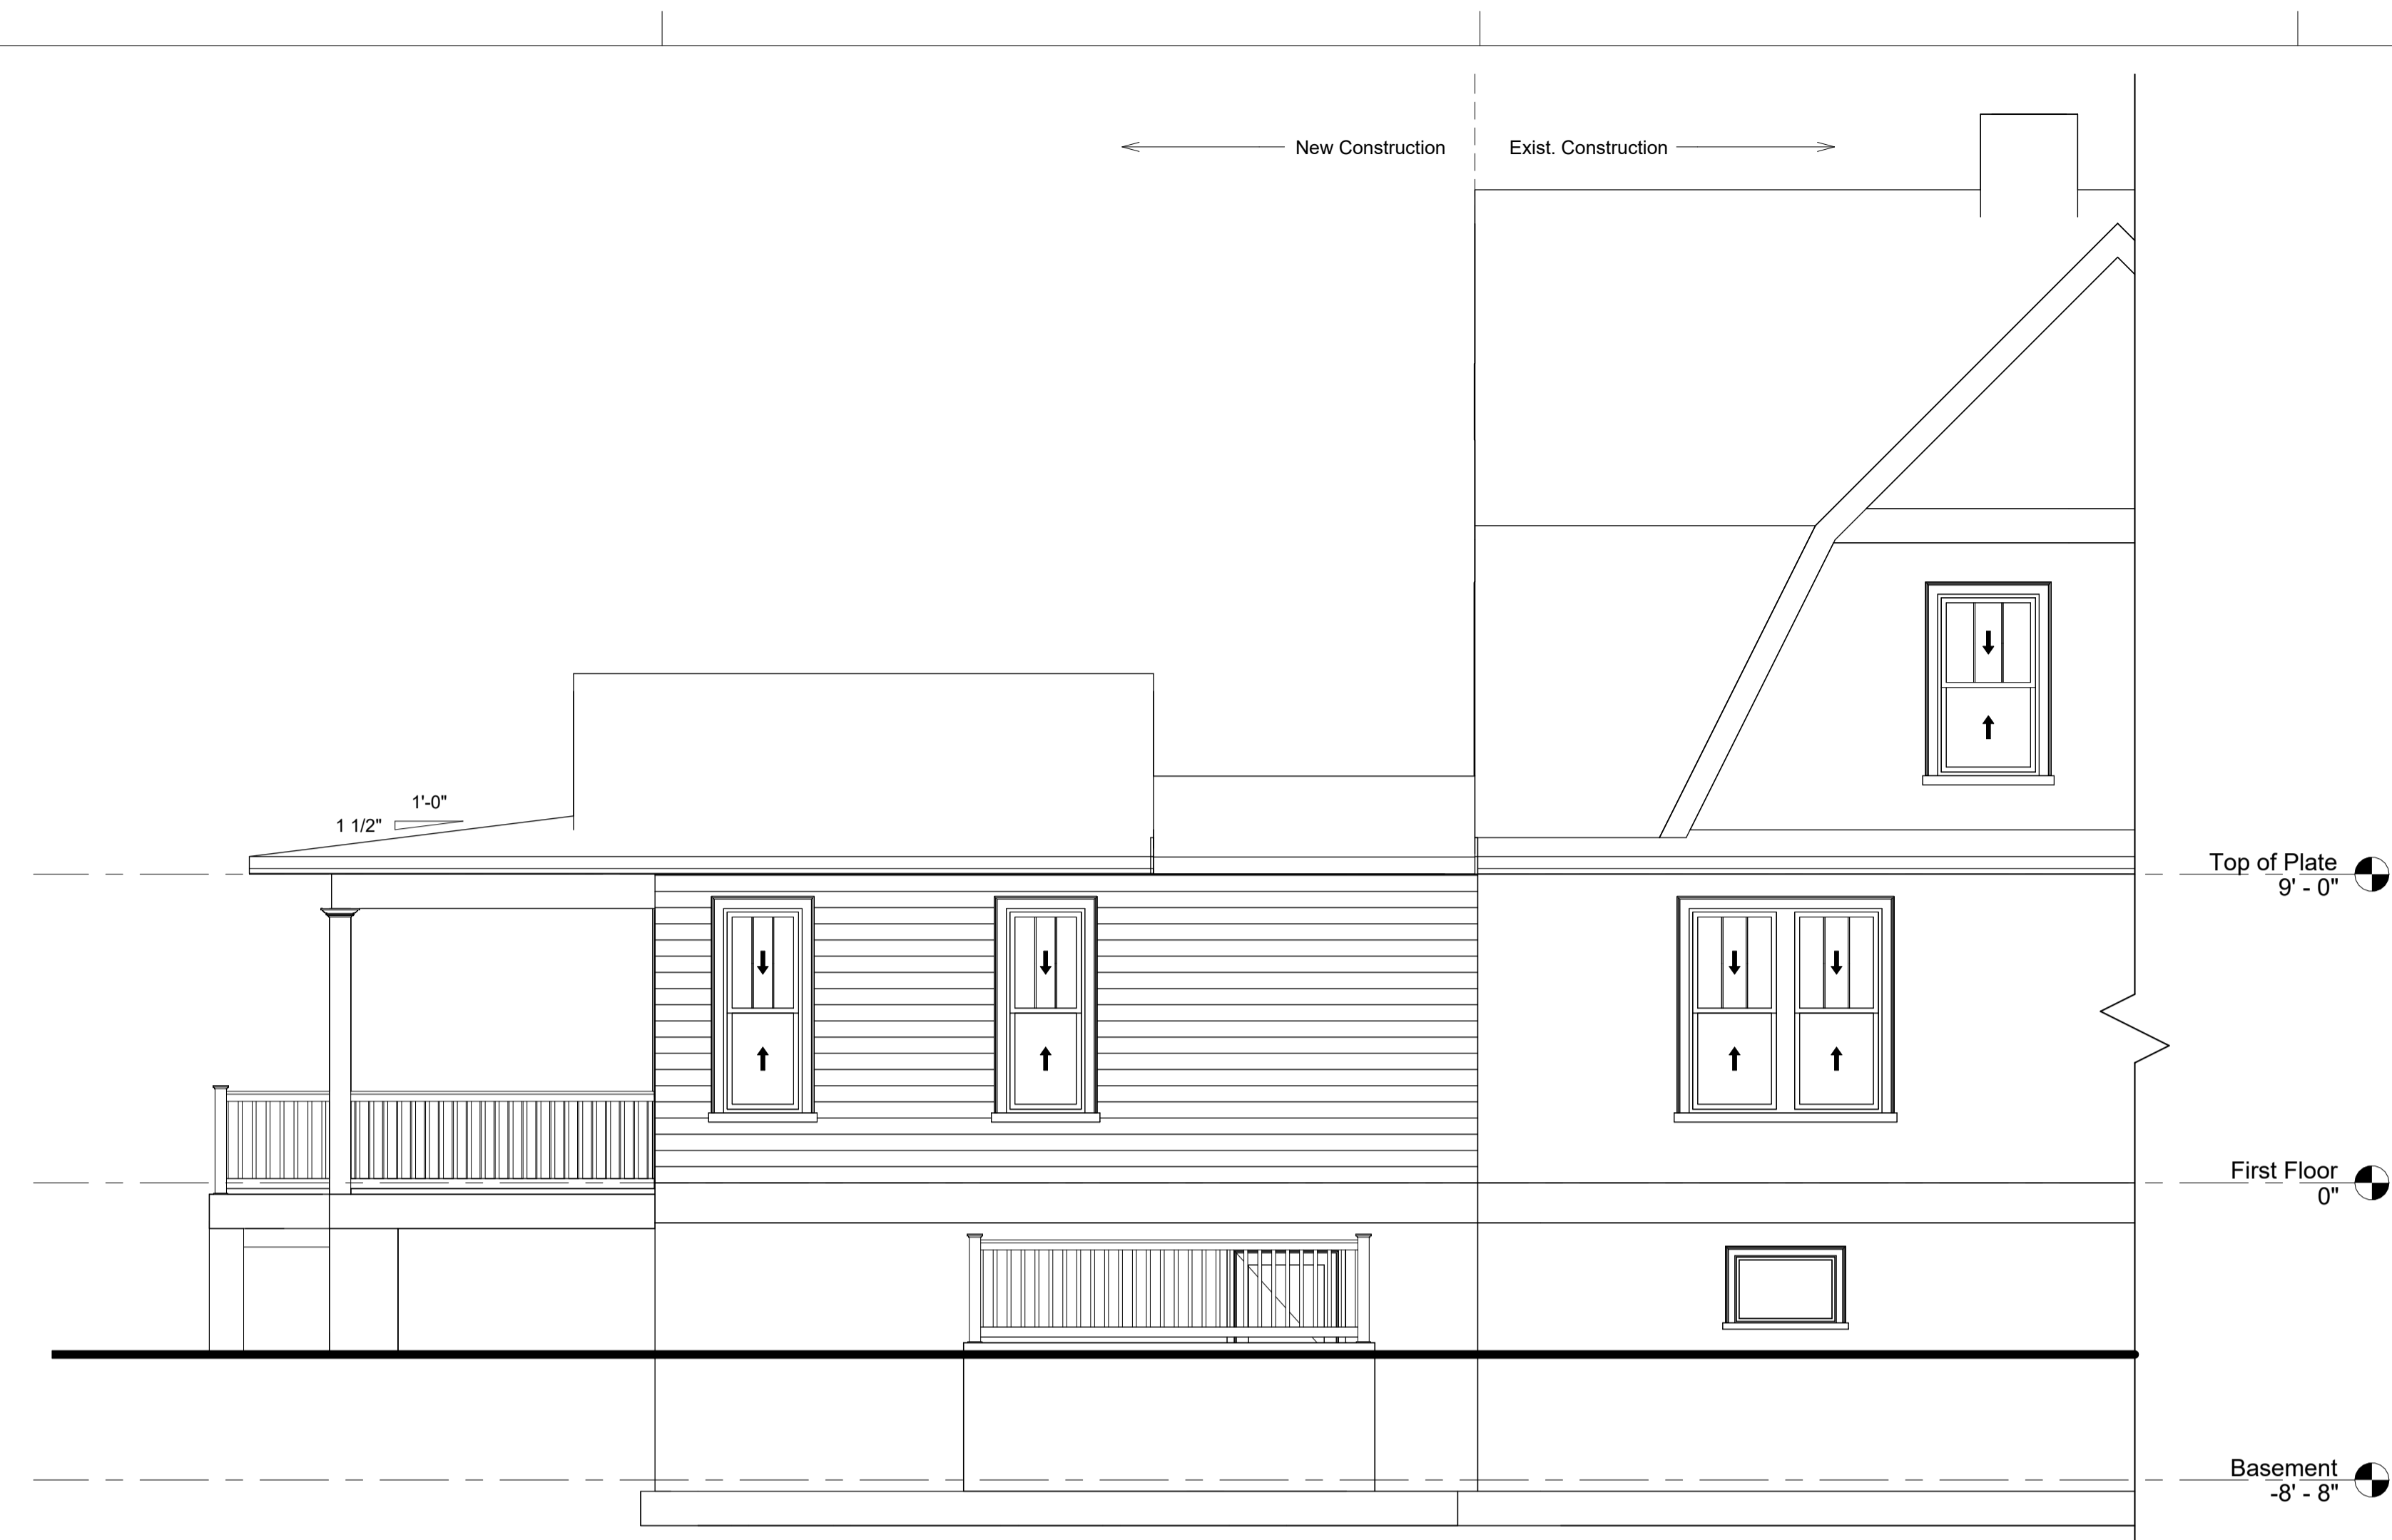 New Construction
Exist. Construction
1'-0"
1 1/2"
Top of Plate
9' - 0"
First Floor
0"
Basement
-8' - 8"